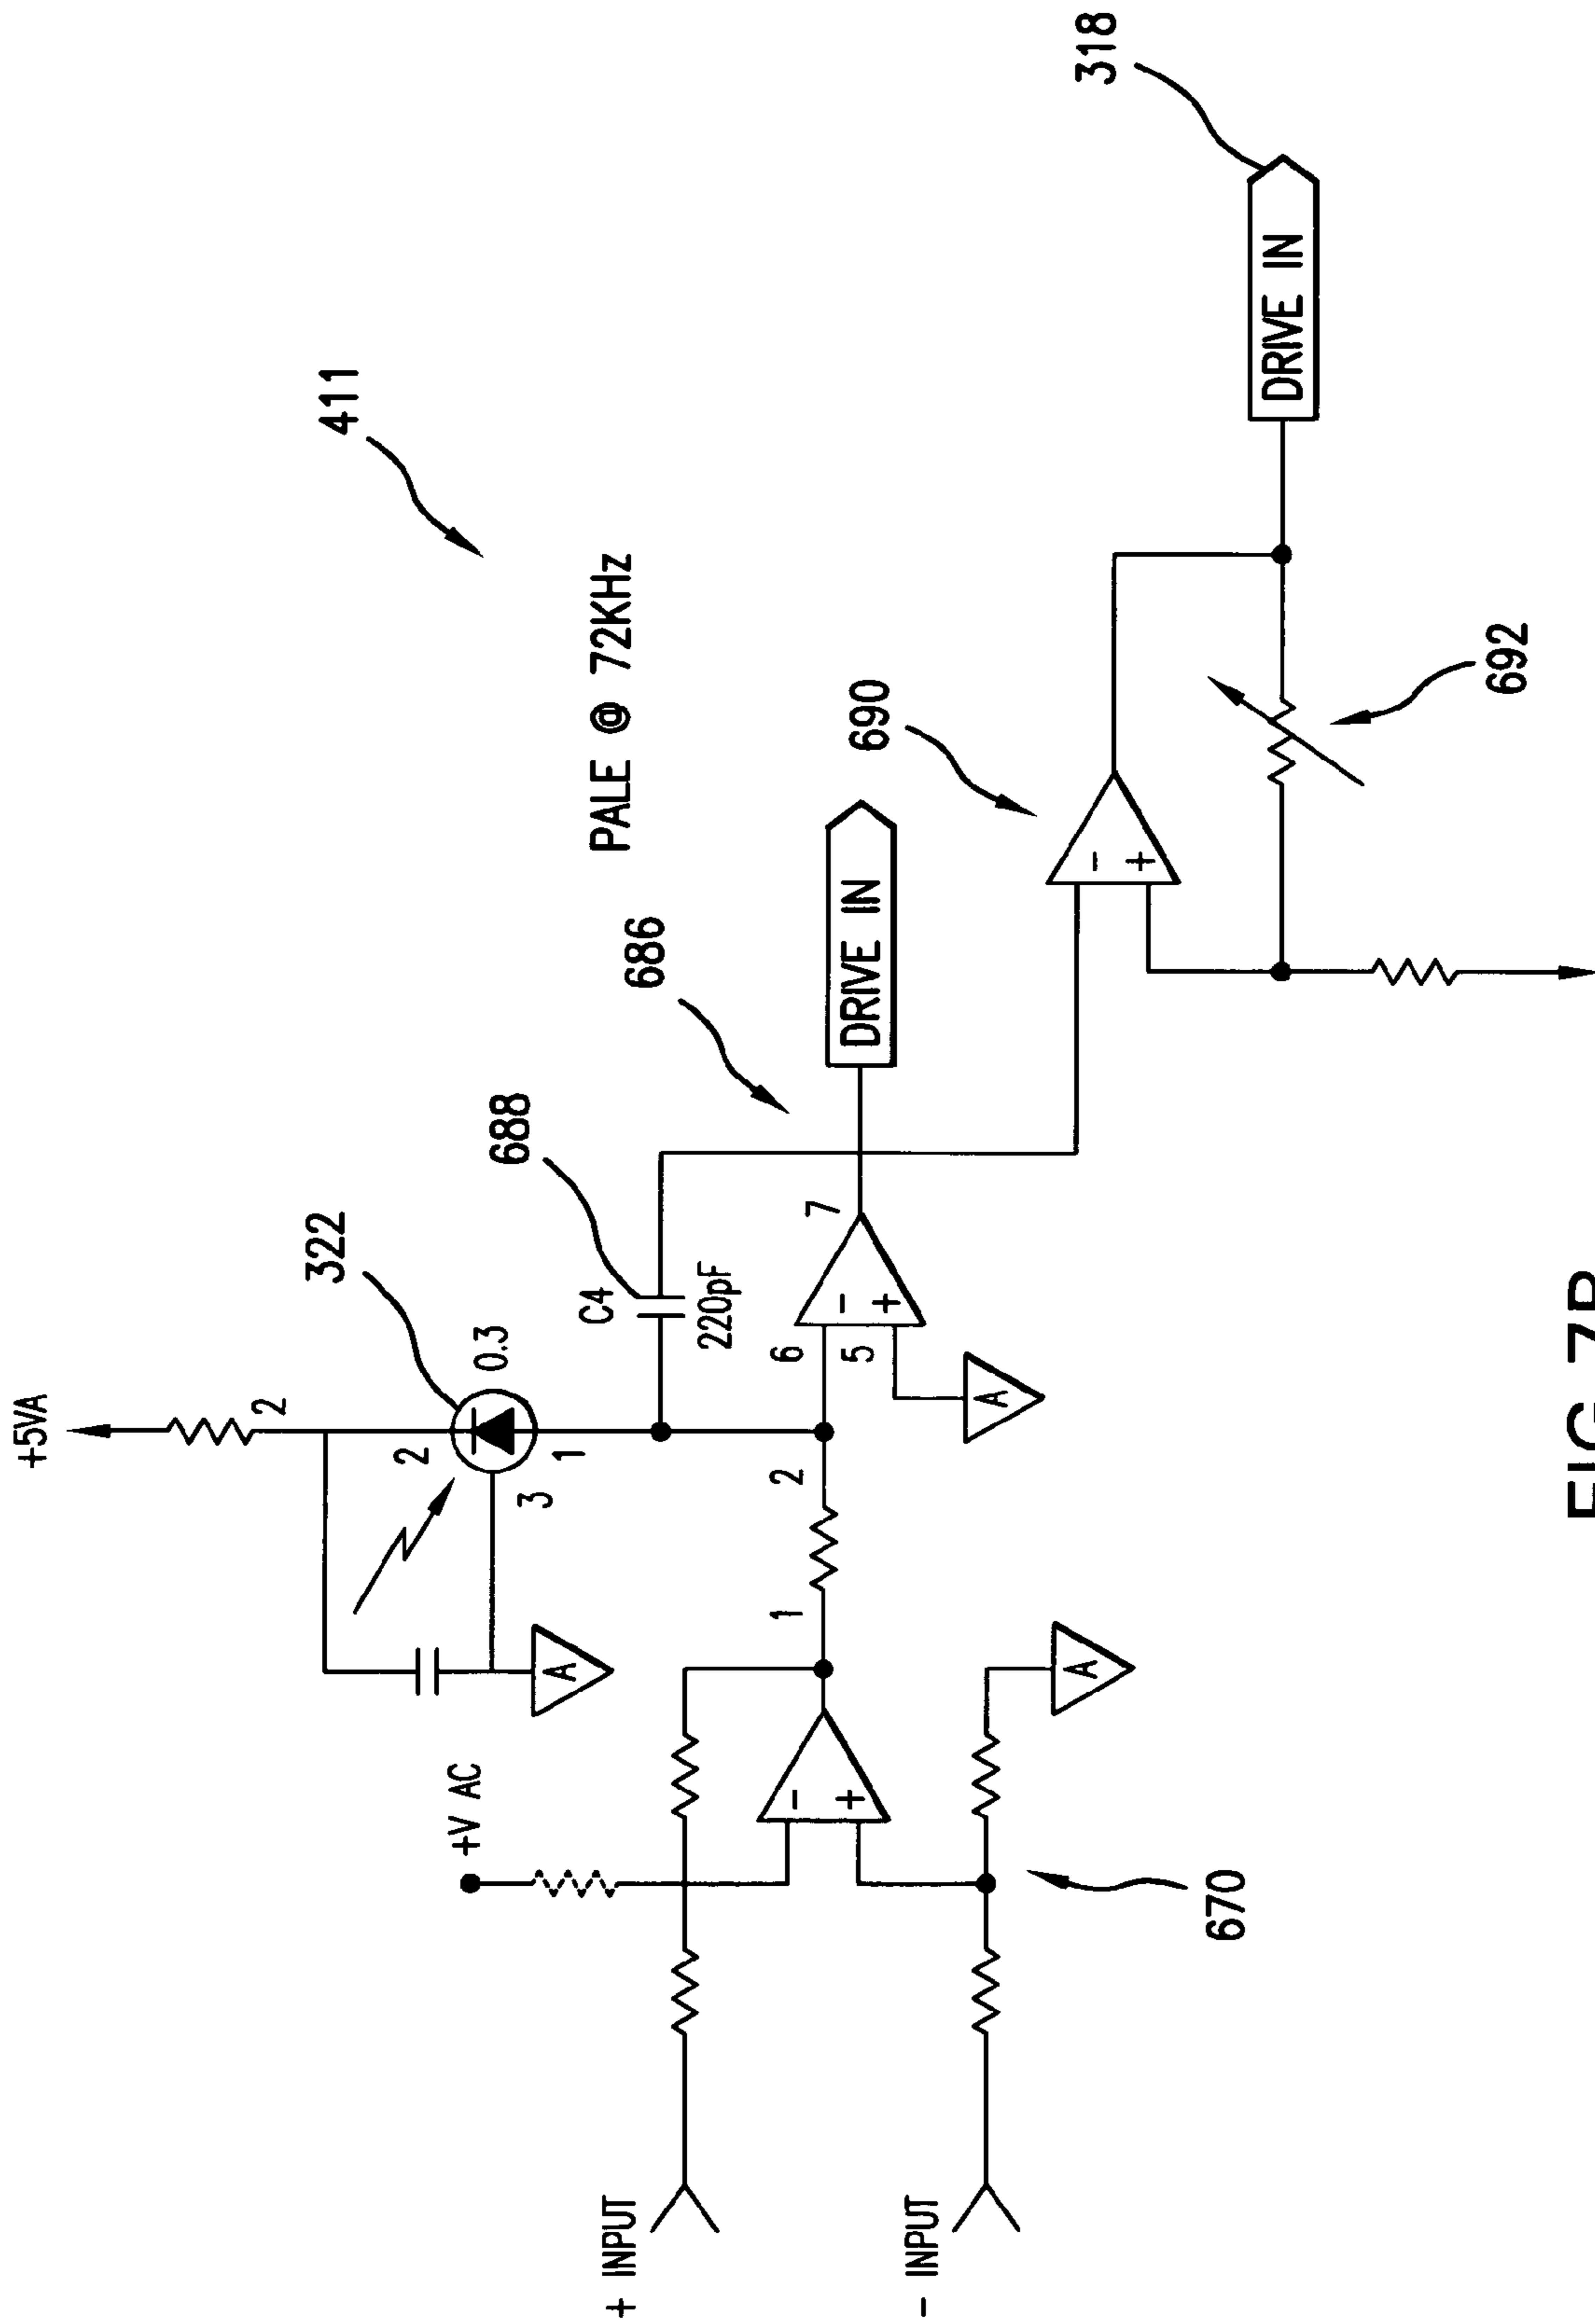 +5VA
2
322
2
0.3
1
3
+V AC
A
411
PALE @ 72KHz
688
C4
220pF
686
+ INPUT
1
2
6
-
7
5
+
DRIVE IN
A
-
+
690
- INPUT
A
670
-
+
DRIVE IN
318
692